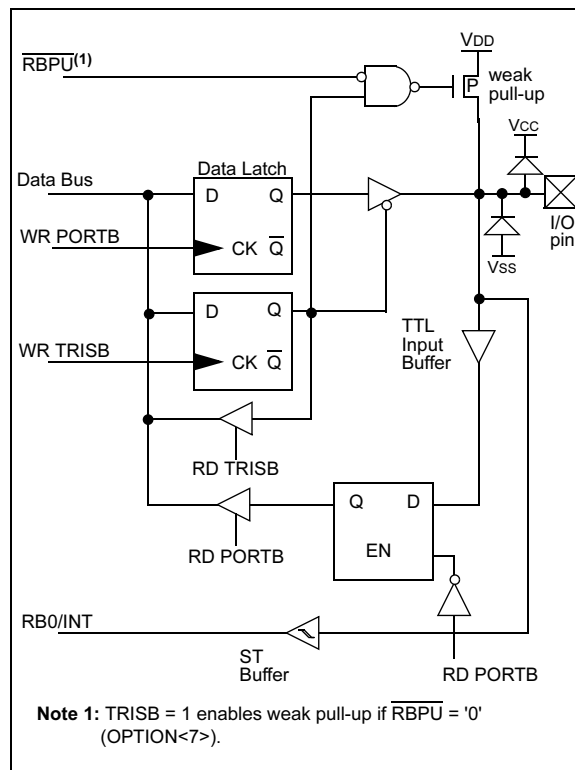 VDD
RBPU(1)
P
weak
pull-up
VCC
Data Latch
Data Bus
D
Q
I/O
pin
WR PORTB
CK
Q
VSS
D
Q
TTL
Input
Buffer
WR TRISB
CK
Q
RD TRISB
Q
D
RD PORTB
EN
RB0/INT
ST
Buffer
RD PORTB
Note 1: TRISB = 1 enables weak pull-up if RBPU = '0'
(OPTION<7>).